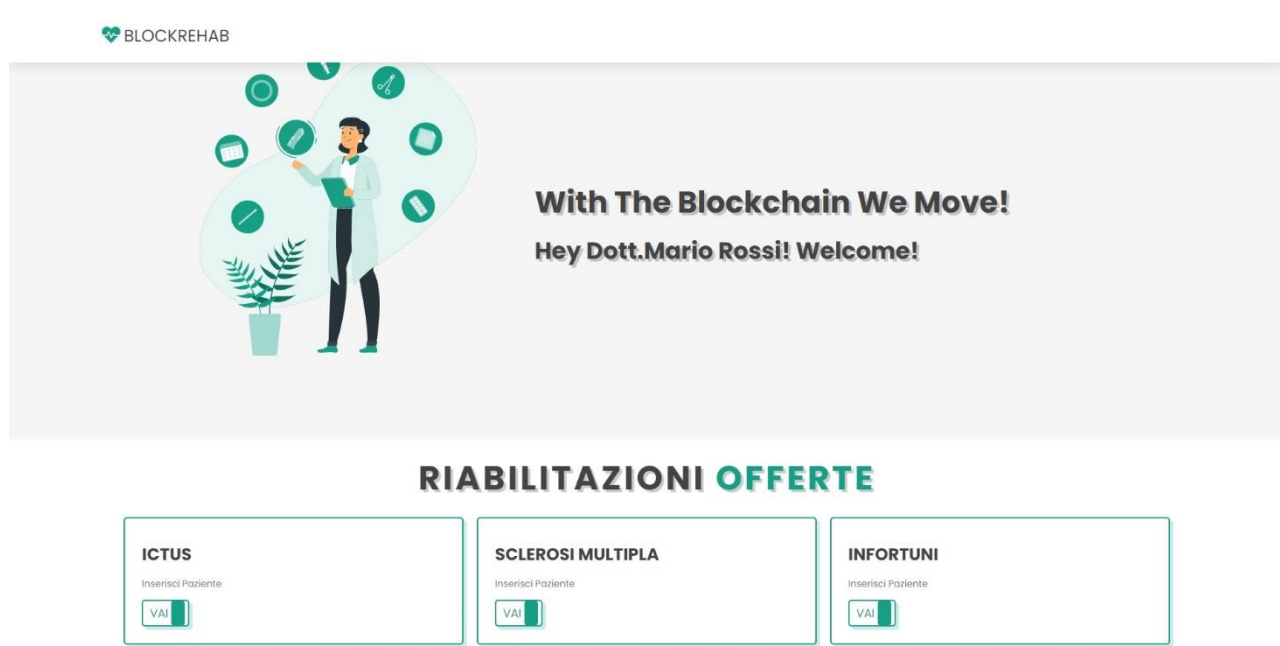 BLOCKREHAB
With The Blockchain We Move!
Hey Dott.Mario Rossi! Welcome!
RIABILITAZIONI OFFERTE
ICTUS
Inserisci Paziente
VAI
SCLEROSI MULTIPLA
Inserisci Paziente
VAI
INFORTUNI
Inserisci Paziente
VAI